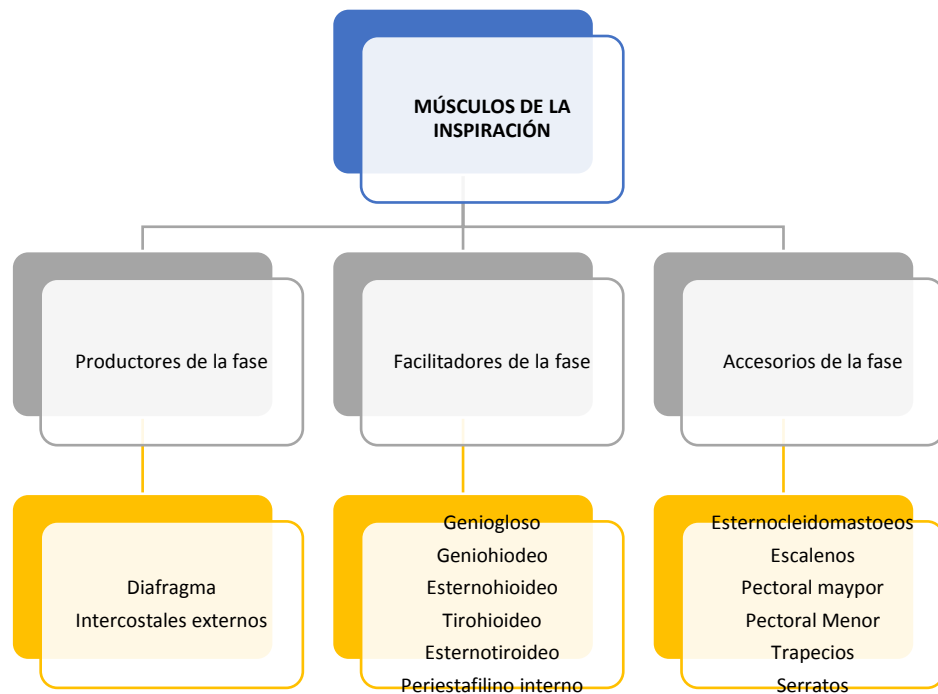 MÚSCULOS DE LA
INSPIRACIÓN
Productores de la fase
Facilitadores de la fase
Accesorios de la fase
Diafragma
Intercostales externos
Geniogloso
Geniohiodeo
Esternohioideo
Tirohioideo
Esternotiroideo
Periestafilino interno
Esternocleidomastoeos
Escalenos
Pectoral maypor
Pectoral Menor
Trapecios
Serratos